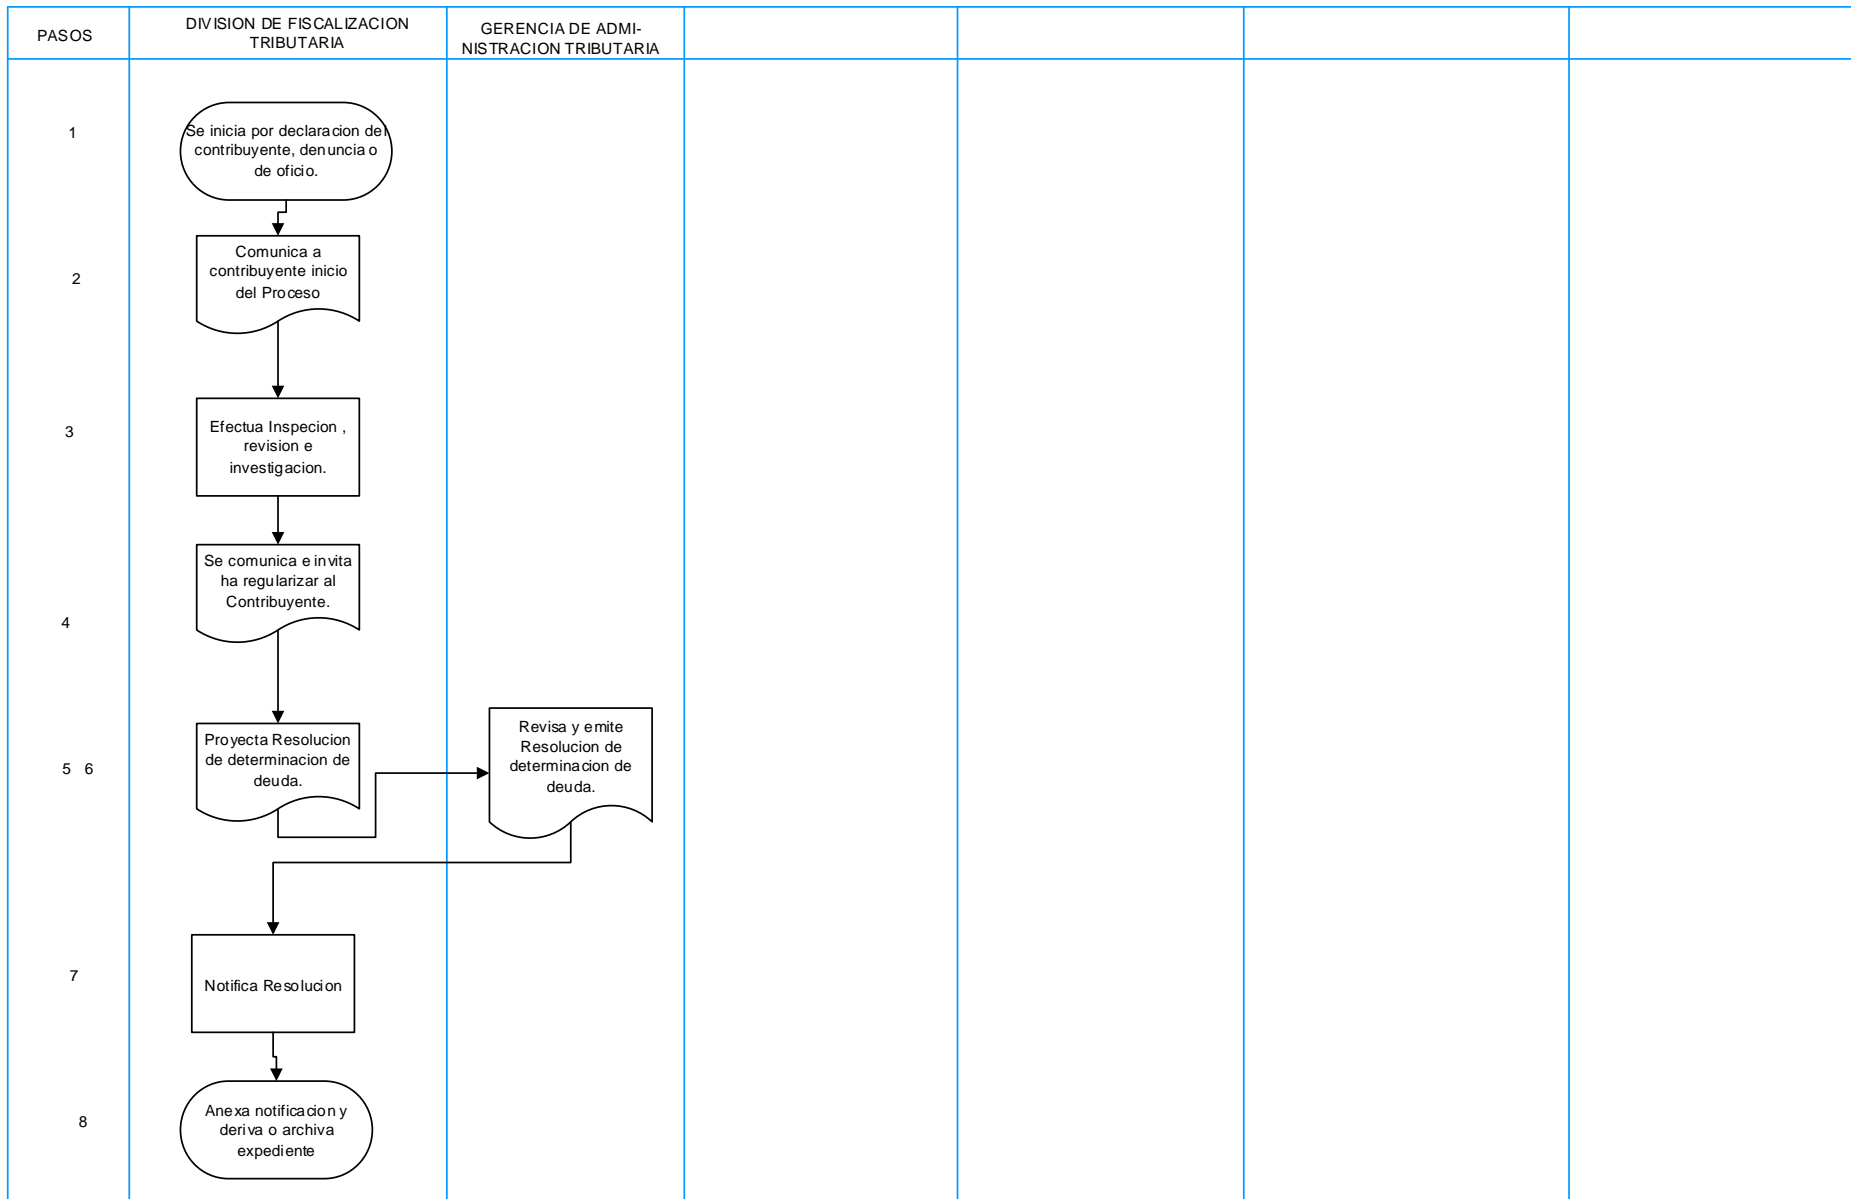 PASOS
DIVISION DE FISCALIZACION
TRIBUTARIA
GERENCIA DE ADMI-
NISTRACION TRIBUTARIA
1
Se inicia por declaracion del
contribuyente, denuncia o
de oficio.
2
Comunica a
contribuyente inicio
del Proceso
3
Efectua Inspecion ,
revision e
investigacion.
4
Se comunica e invita
ha regularizar al
Contribuyente.
5 6
Proyecta Resolucion
de determinacion de
deuda.
Revisa y emite
Resolucion de
determinacion de
deuda.
7
Notifica Resolucion
8
Anexa notificacion y
deriva o archiva
expediente